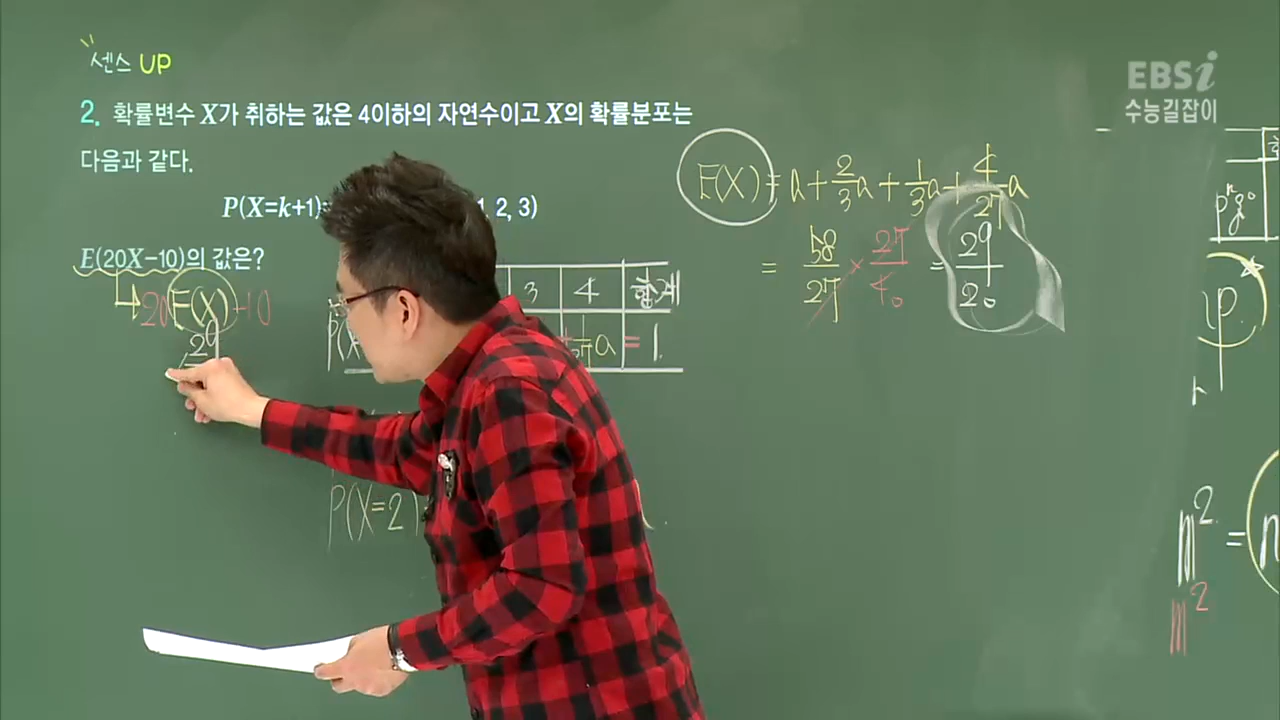 센스 UP
EBSi
수능길잡이
2. 확률변수 X가 취하는 값은 4이하의 자연수이고 X의 확률분포는
다음과 같다.
P(X=k+1)= 1, 2, 3)
E(20X-10)의 값은?
20E(X)-10
29
E(X) = a + 2/3 a + 1/3 a + 4/27 a
= 58/27 × 27/40 = 29/20
3 4 합계
P(X a = 1
P(X=2)
p
m² = n
m²